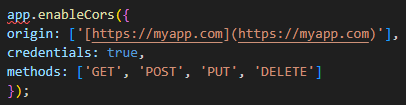 app.enableCors({
origin: ['[https://myapp.com](https://myapp.com)'],
credentials: true,
methods: ['GET', 'POST', 'PUT', 'DELETE']
});